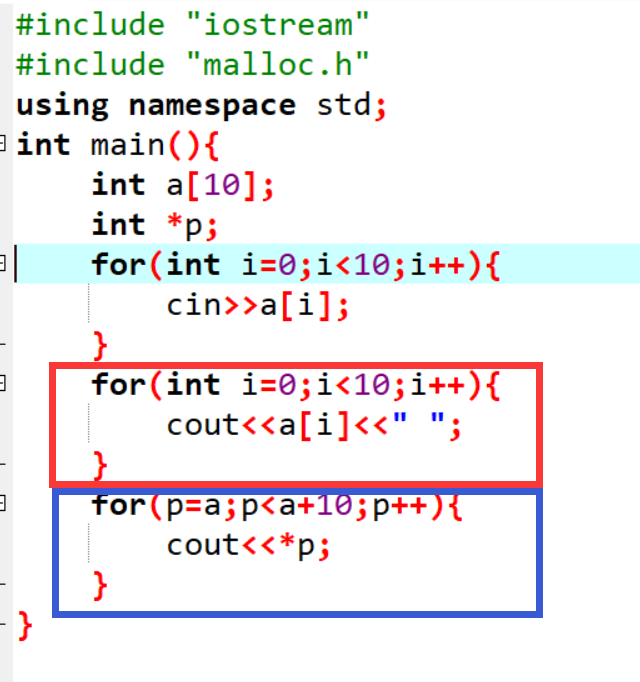 #include "iostream"
#include "malloc.h"
using namespace std;
int main(){
    int a[10];
    int *p;
    for(int i=0;i<10;i++){
        cin>>a[i];
    }
    for(int i=0;i<10;i++){
        cout<<a[i]<<" ";
    }
    for(p=a;p<a+10;p++){
        cout<<*p;
    }
}